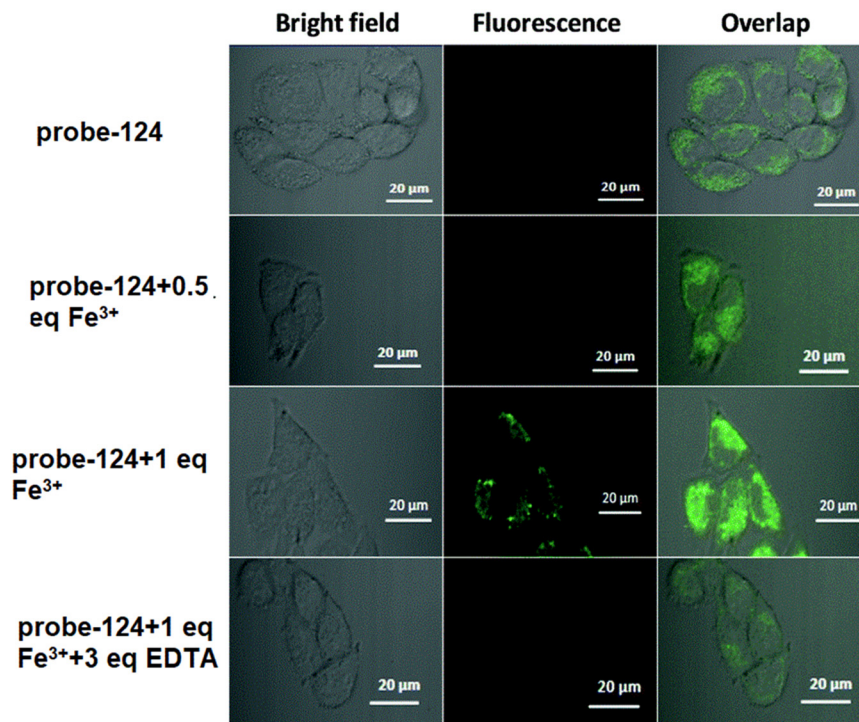 Bright field Fluorescence Overlap
probe-124
20 μm 20 μm 20 μm
probe-124+0.5 .
eq Fe³⁺
20 μm 20 μm 20 μm
probe-124+1 eq
Fe³⁺
20 μm 20 μm 20 μm
probe-124+1 eq
Fe³⁺+3 eq EDTA
20 μm 20 μm 20 μm